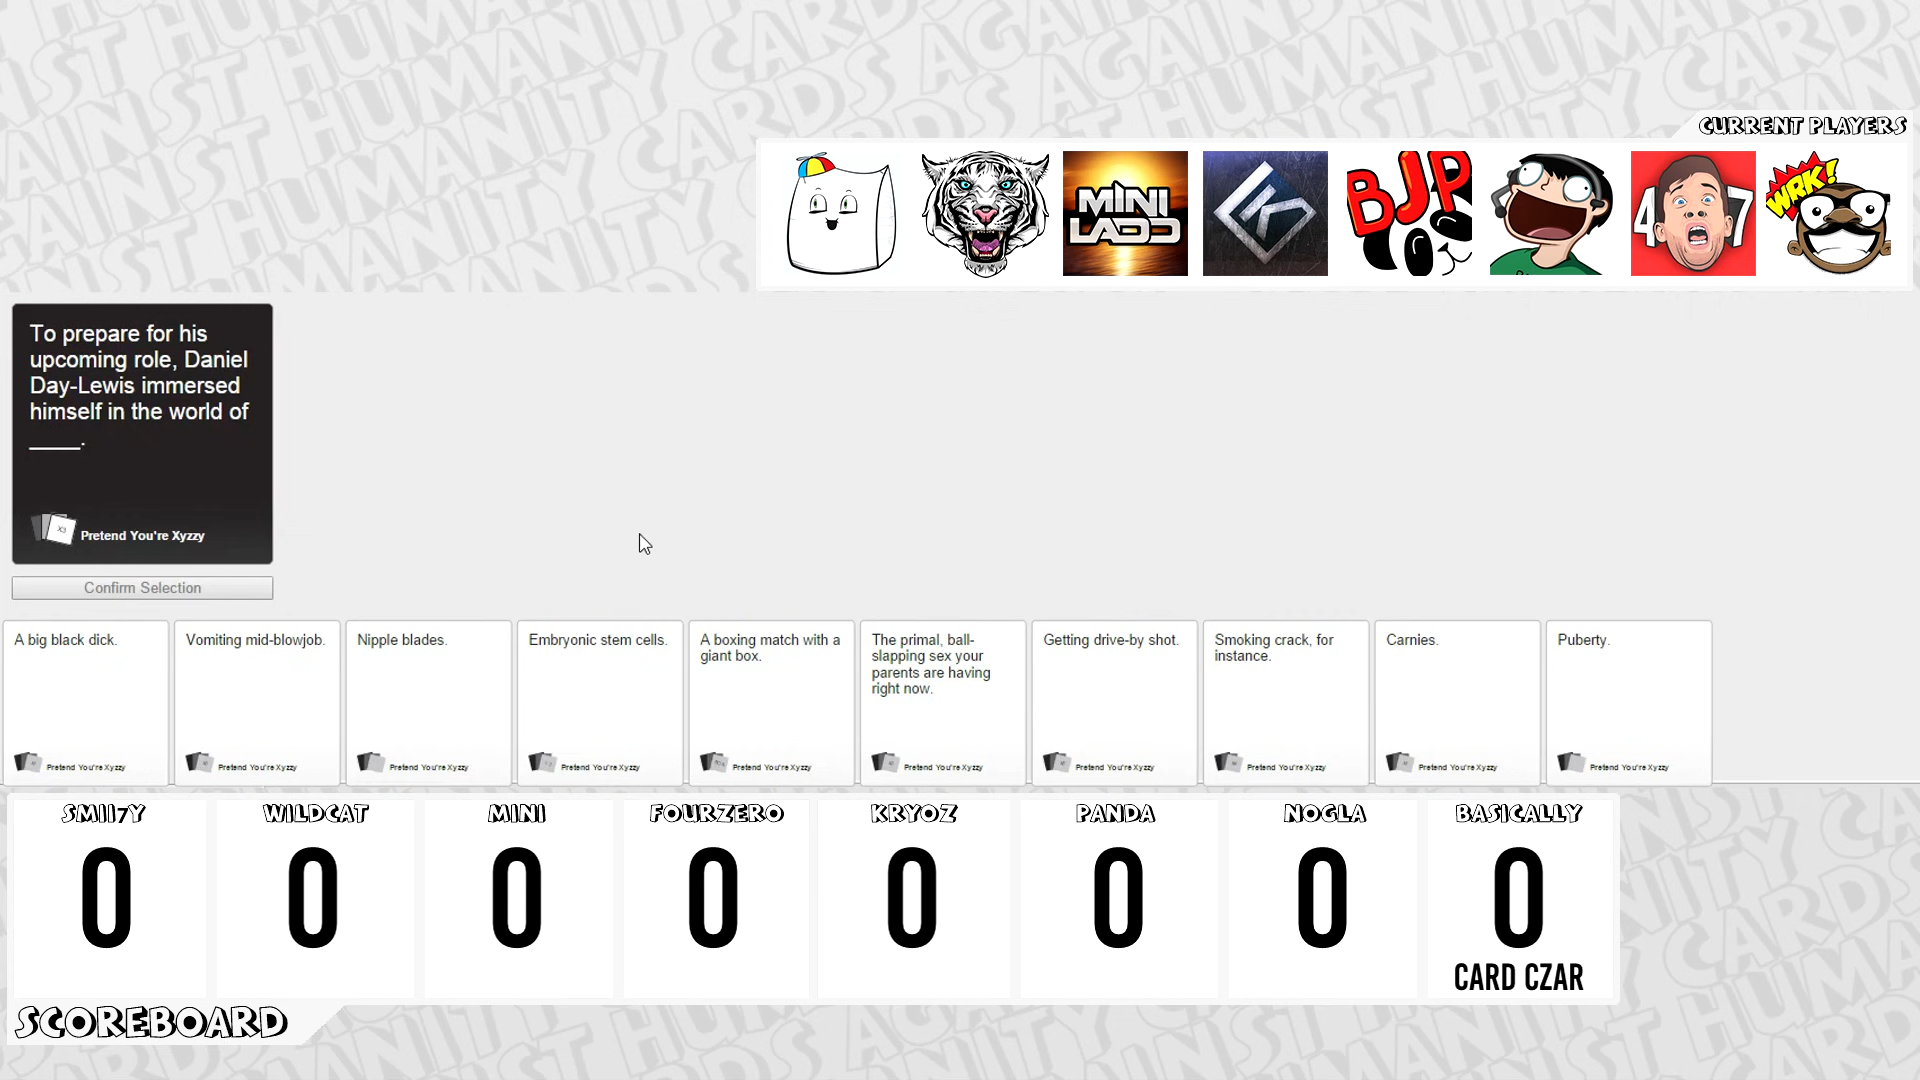 CURRENT PLAYERS
MINI
LADD
BJP
4 7
WRK!
To prepare for his
upcoming role, Daniel
Day-Lewis immersed
himself in the world of
_____.
X3
Pretend You're Xyzzy
Confirm Selection
A big black dick.
Pretend You're Xyzzy
Vomiting mid-blowjob.
Pretend You're Xyzzy
Nipple blades.
Pretend You're Xyzzy
Embryonic stem cells.
Pretend You're Xyzzy
A boxing match with a
giant box.
Pretend You're Xyzzy
The primal, ball-
slapping sex your
parents are having
right now.
Pretend You're Xyzzy
Getting drive-by shot.
Pretend You're Xyzzy
Smoking crack, for
instance.
Pretend You're Xyzzy
Carnies.
Pretend You're Xyzzy
Puberty.
Pretend You're Xyzzy
SMII7Y
WILDCAT
MINI
FOURZERO
KRYOZ
PANDA
NOGLA
BASICALLY
0
0
0
0
0
0
0
0
CARD CZAR
SCOREBOARD